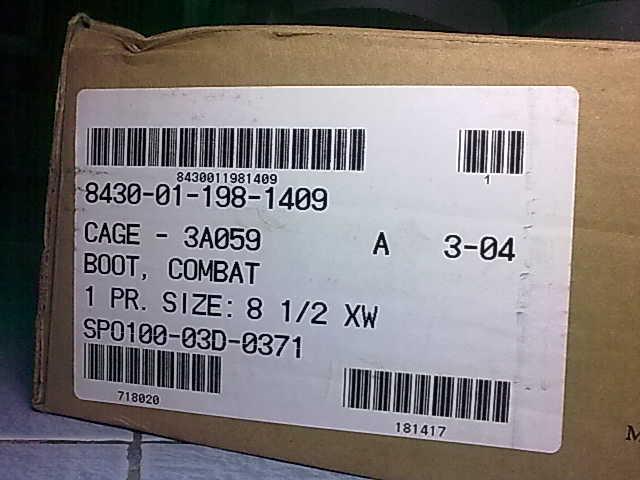 8430011981409 1
8430-01-198-1409
CAGE - 3A059 A 3-04
BOOT, COMBAT
1 PR. SIZE: 8 1/2 XW
SPO100-03D-0371
718020 181417